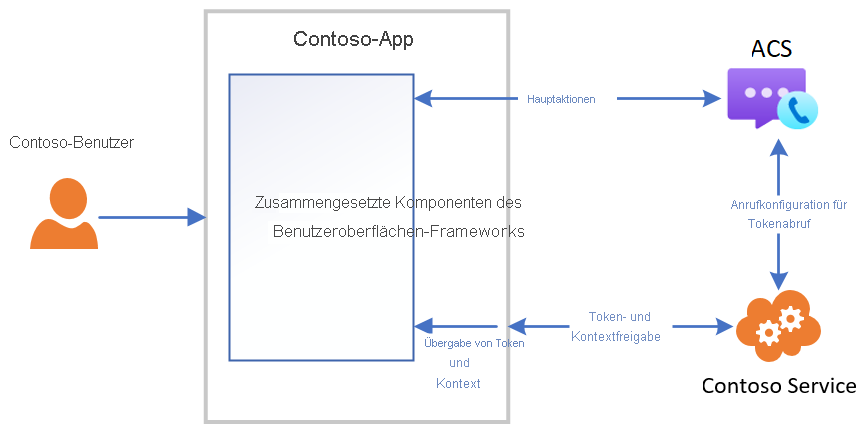 Contoso-App
ACS
Hauptaktionen
Contoso-Benutzer
Zusammengesetzte Komponenten des
Benutzeroberflächen-Frameworks
Anrufkonfiguration für
Tokenabruf
Übergabe von Token
und
Kontext
Token- und
Kontextfreigabe
Contoso Service